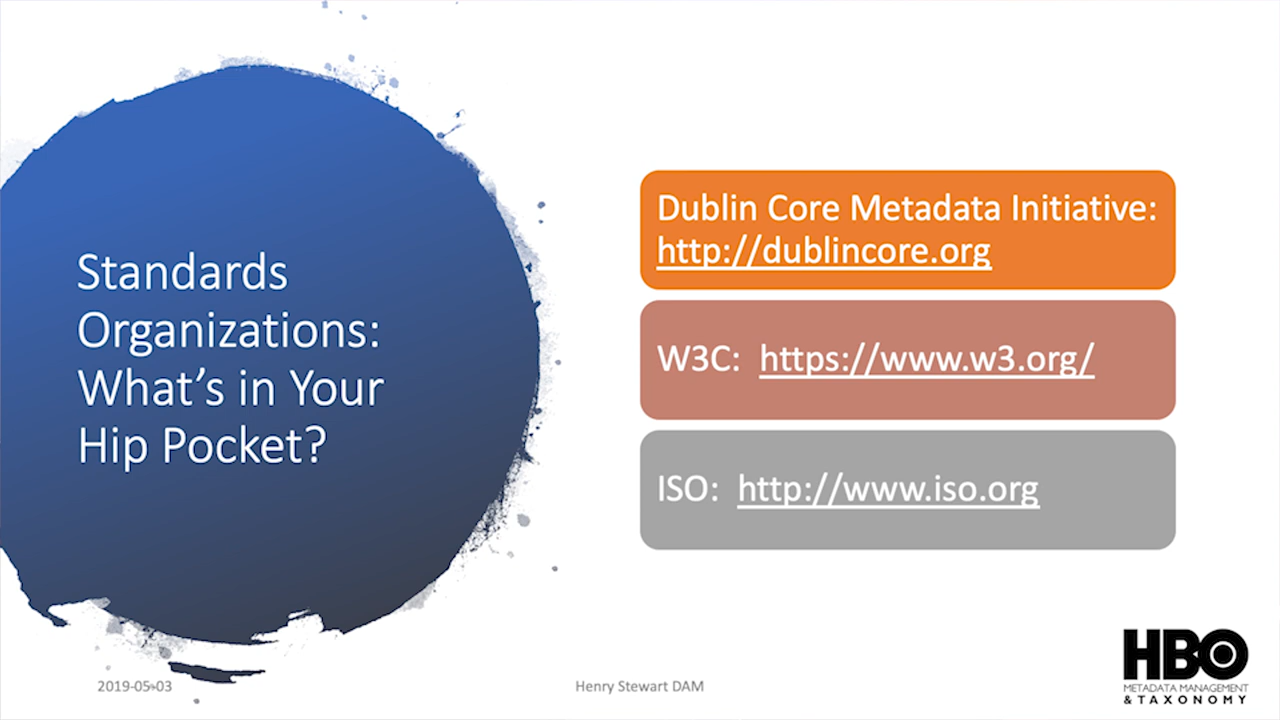 Standards
Organizations:
What's in Your
Hip Pocket?
Dublin Core Metadata Initiative:
http://dublincore.org
W3C: https://www.w3.org/
ISO: http://www.iso.org
2019-05-03
Henry Stewart DAM
HBO
METADATA MANAGEMENT
& TAXONOMY